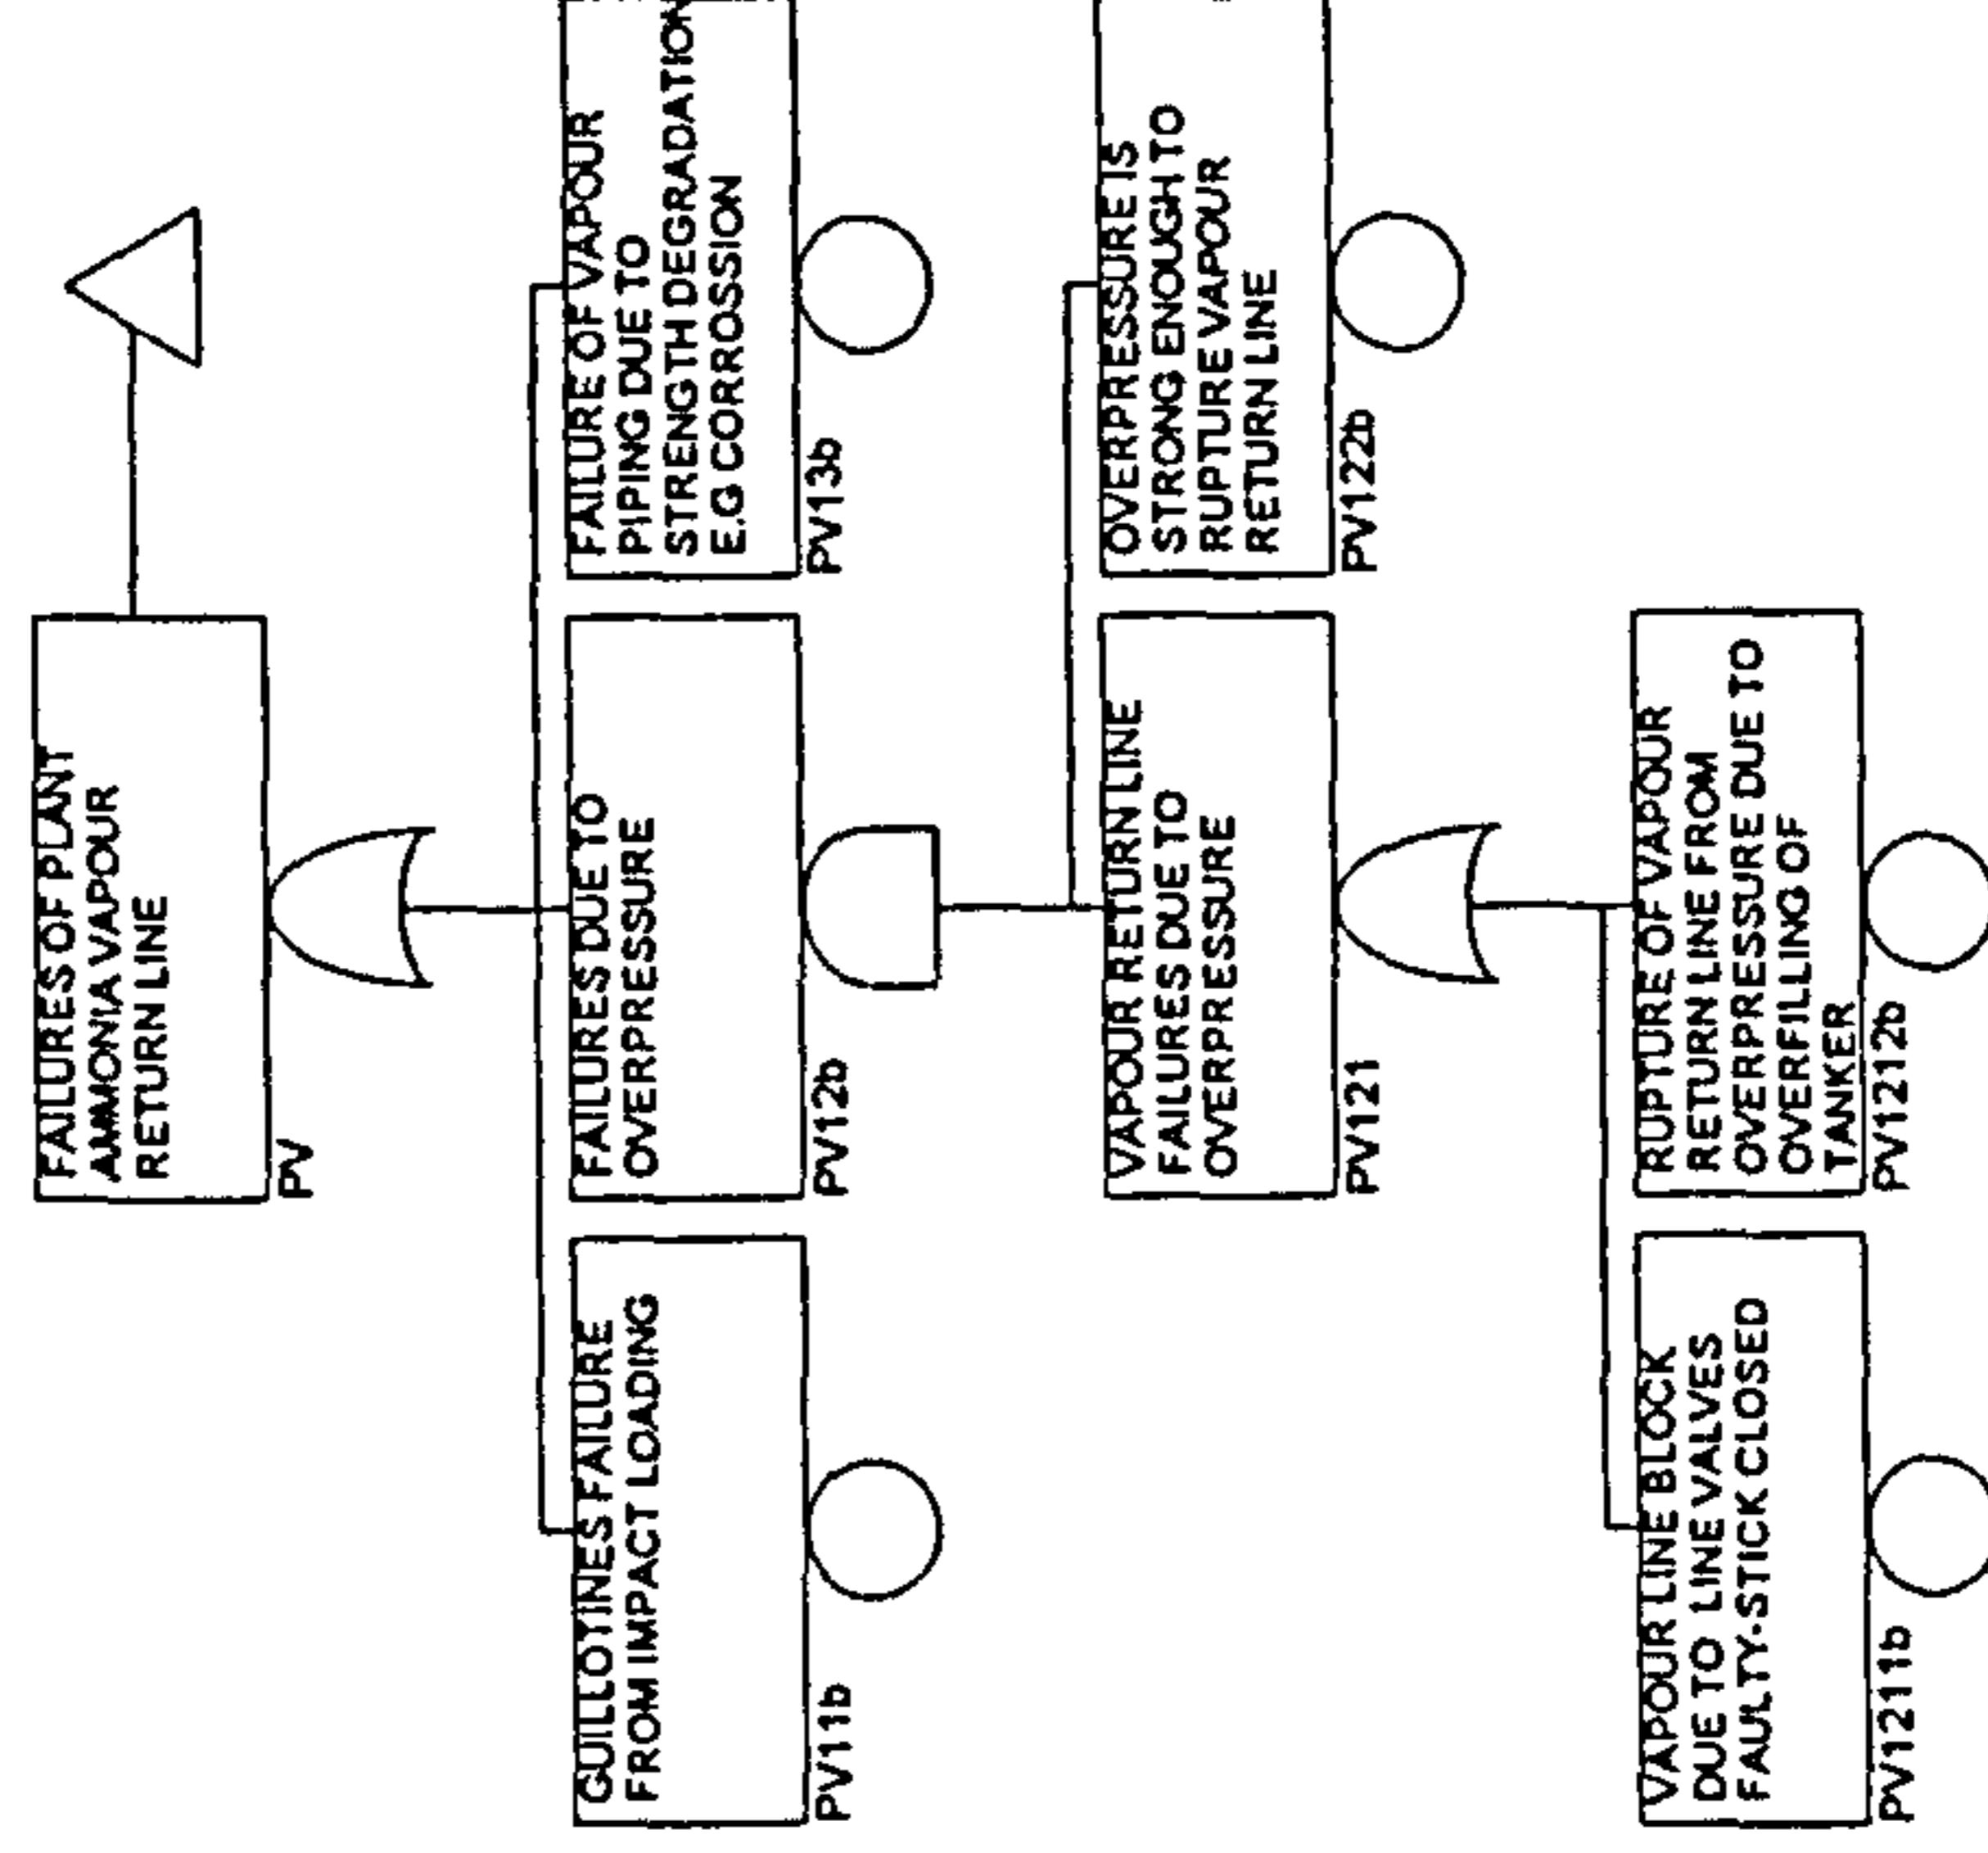 FAILURES OF PLANT
AMMONIA VAPOUR
RETURN LINE
PV
GUILLOTINES FAILURE
FROM IMPACT LOADING
PV11b
FAILURES DUE TO
OVERPRESSURE
PV12b
FAILURE OF VAPOUR
PIPING DUE TO
STRENGTH DEGRADATION
E.G CORROSSION
PV13b
VAPOUR RETURN LINE
FAILURES DUE TO
OVERPRESSURE
PV121
OVERPRESSURE IS
STRONG ENOUGH TO
RUPTURE VAPOUR
RETURN LINE
PV122b
VAPOUR LINE BLOCK
DUE TO LINE VALVES
FAULTY-STICK CLOSED
PV1211b
RUPTURE OF VAPOUR
RETURN LINE FROM
OVERPRESSURE DUE TO
OVERFILLING OF
TANKER
PV1212b